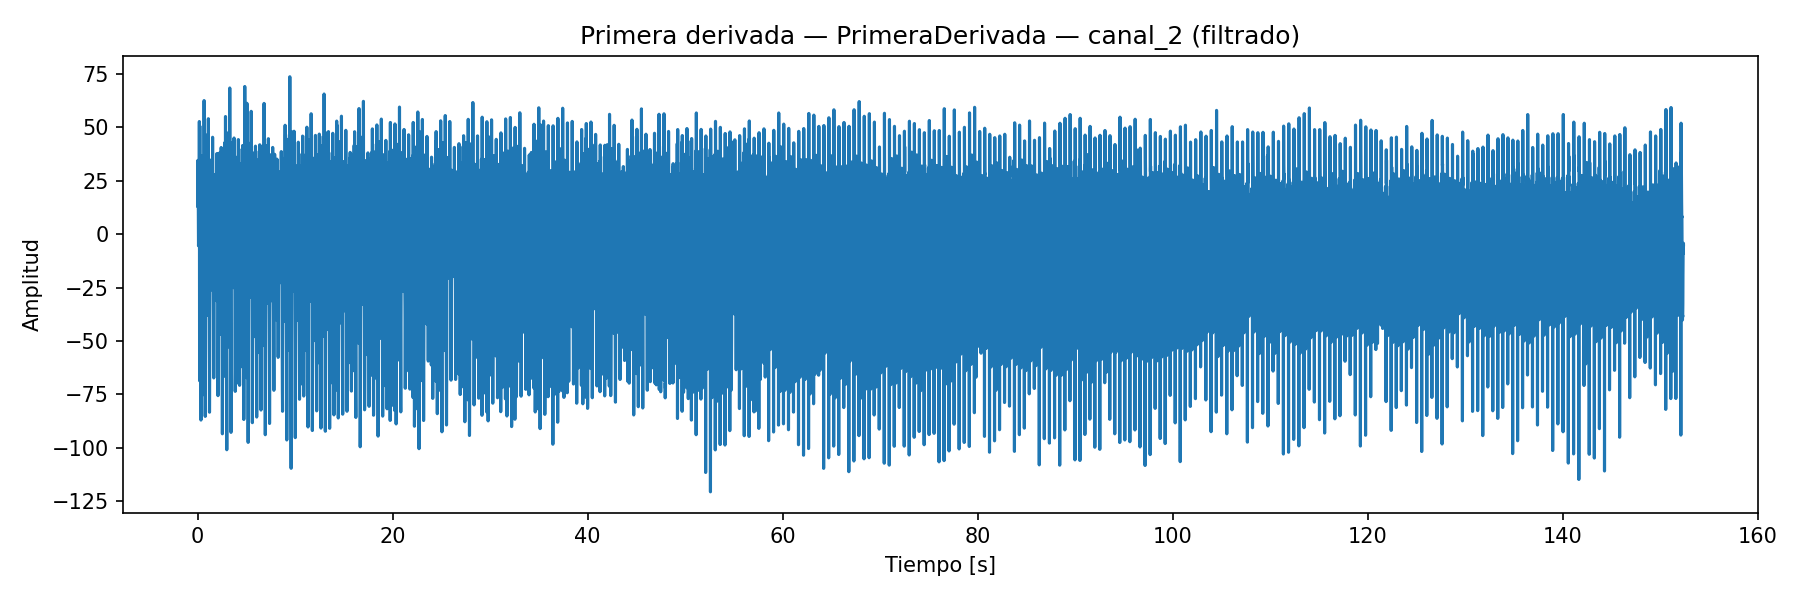 Primera derivada — PrimeraDerivada — canal_2 (filtrado)
75
50
25
0
−25
−50
−75
−100
−125
Amplitud
0 20 40 60 80 100 120 140 160
Tiempo [s]